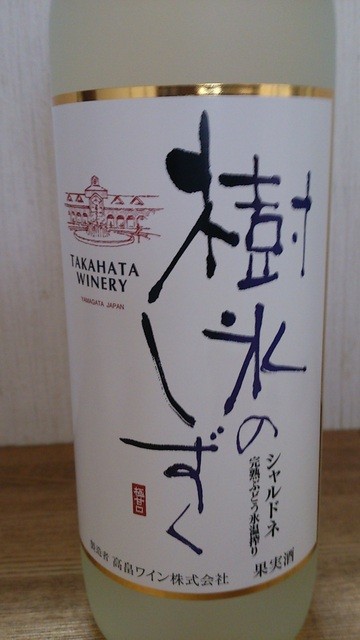 樹氷の
しずく
シャルドネ
完熟ぶどう氷温搾り
TAKAHATA
WINERY
YAMAGATA JAPAN
極甘口
製造者 高畠ワイン株式会社
果実酒